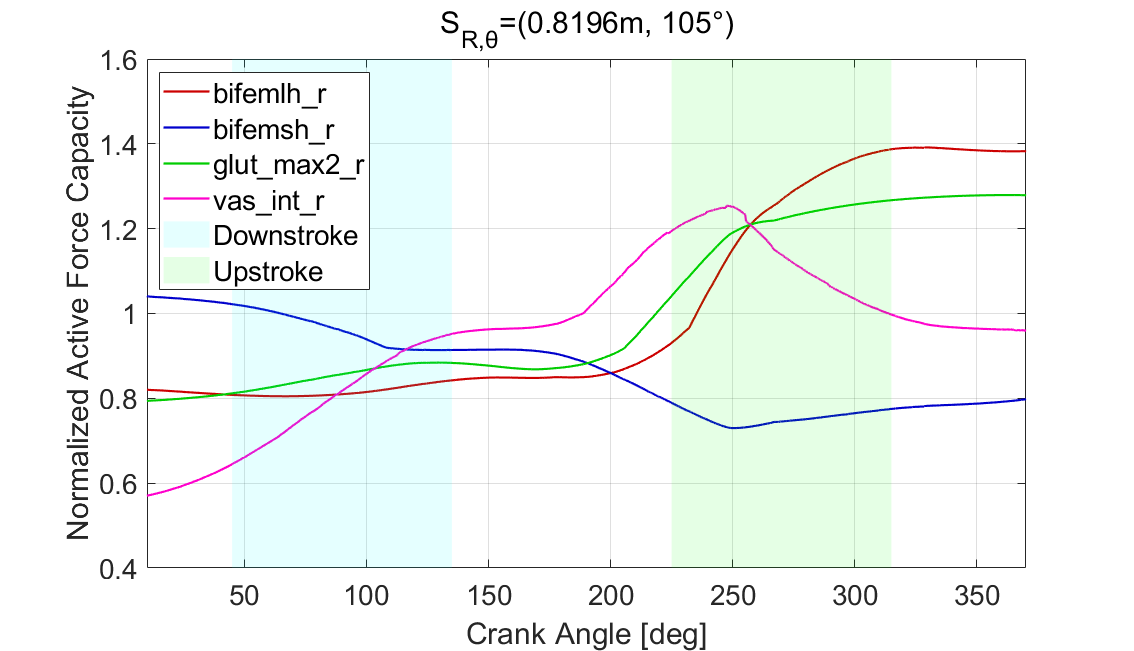 S_R,θ=(0.8196m, 105°)
1.6
1.4
1.2
1
0.8
0.6
0.4
Normalized Active Force Capacity
bifemlh_r
bifemsh_r
glut_max2_r
vas_int_r
Downstroke
Upstroke
50 100 150 200 250 300 350
Crank Angle [deg]